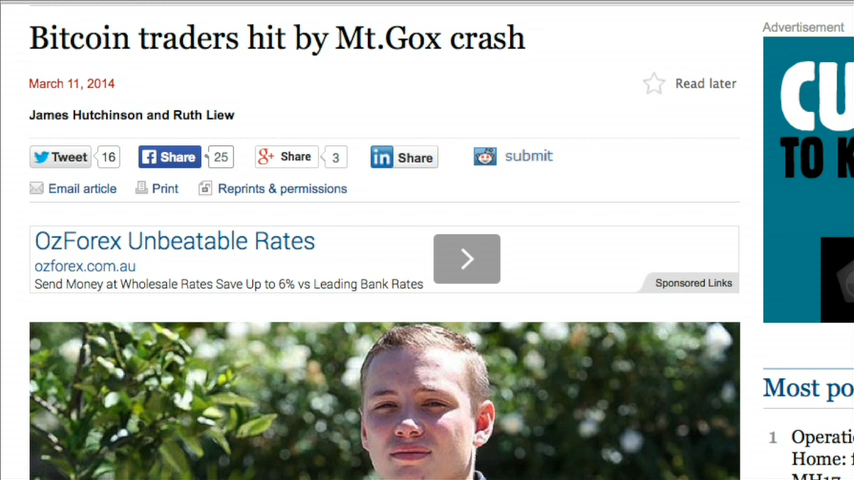 Bitcoin traders hit by Mt.Gox crash
March 11, 2014
Read later
James Hutchinson and Ruth Liew
Tweet 16
Share 25
Share 3
Share
submit
Email article
Print
Reprints & permissions
OzForex Unbeatable Rates
ozforex.com.au
Send Money at Wholesale Rates Save Up to 6% vs Leading Bank Rates
Sponsored Links
Advertisement
CU
TO K
Most po
1 Operati
Home: f
MH17